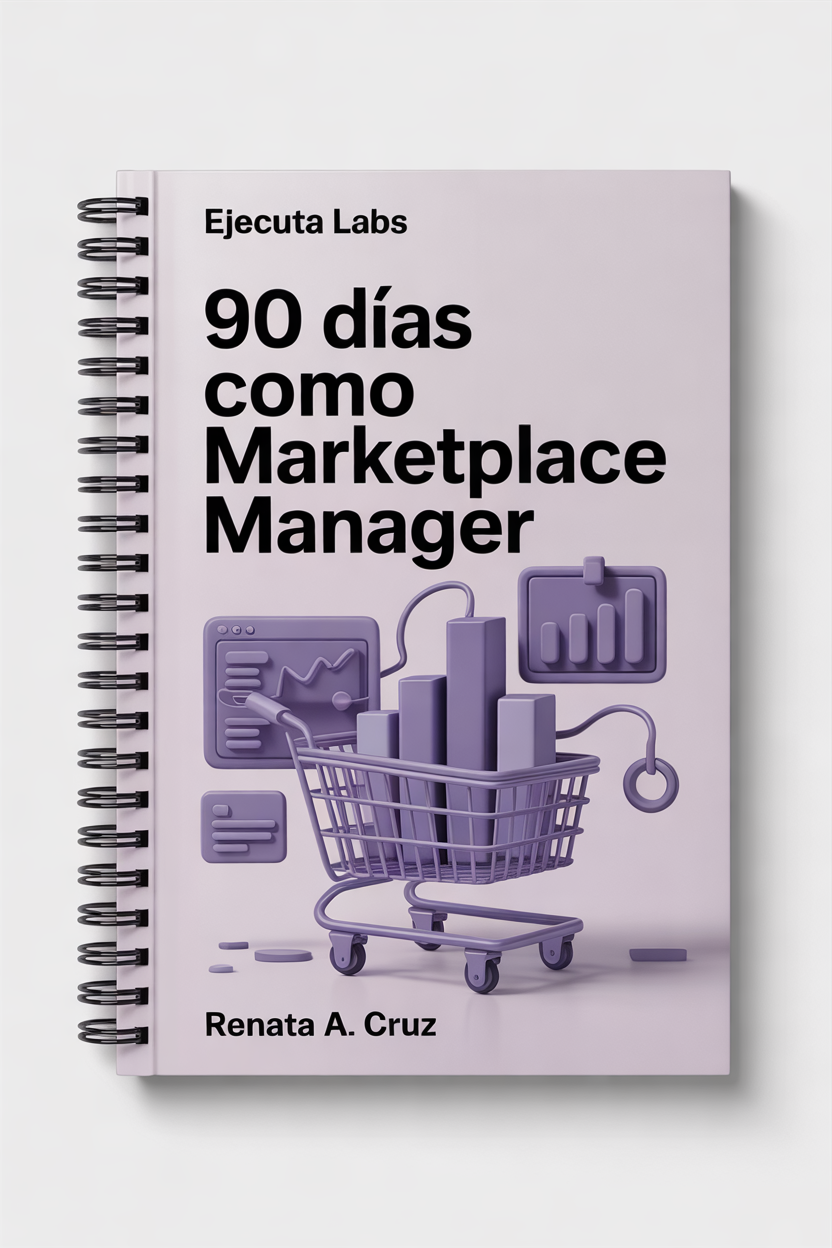 Ejecuta Labs
90 días
como
Marketplace
Manager
Renata A. Cruz